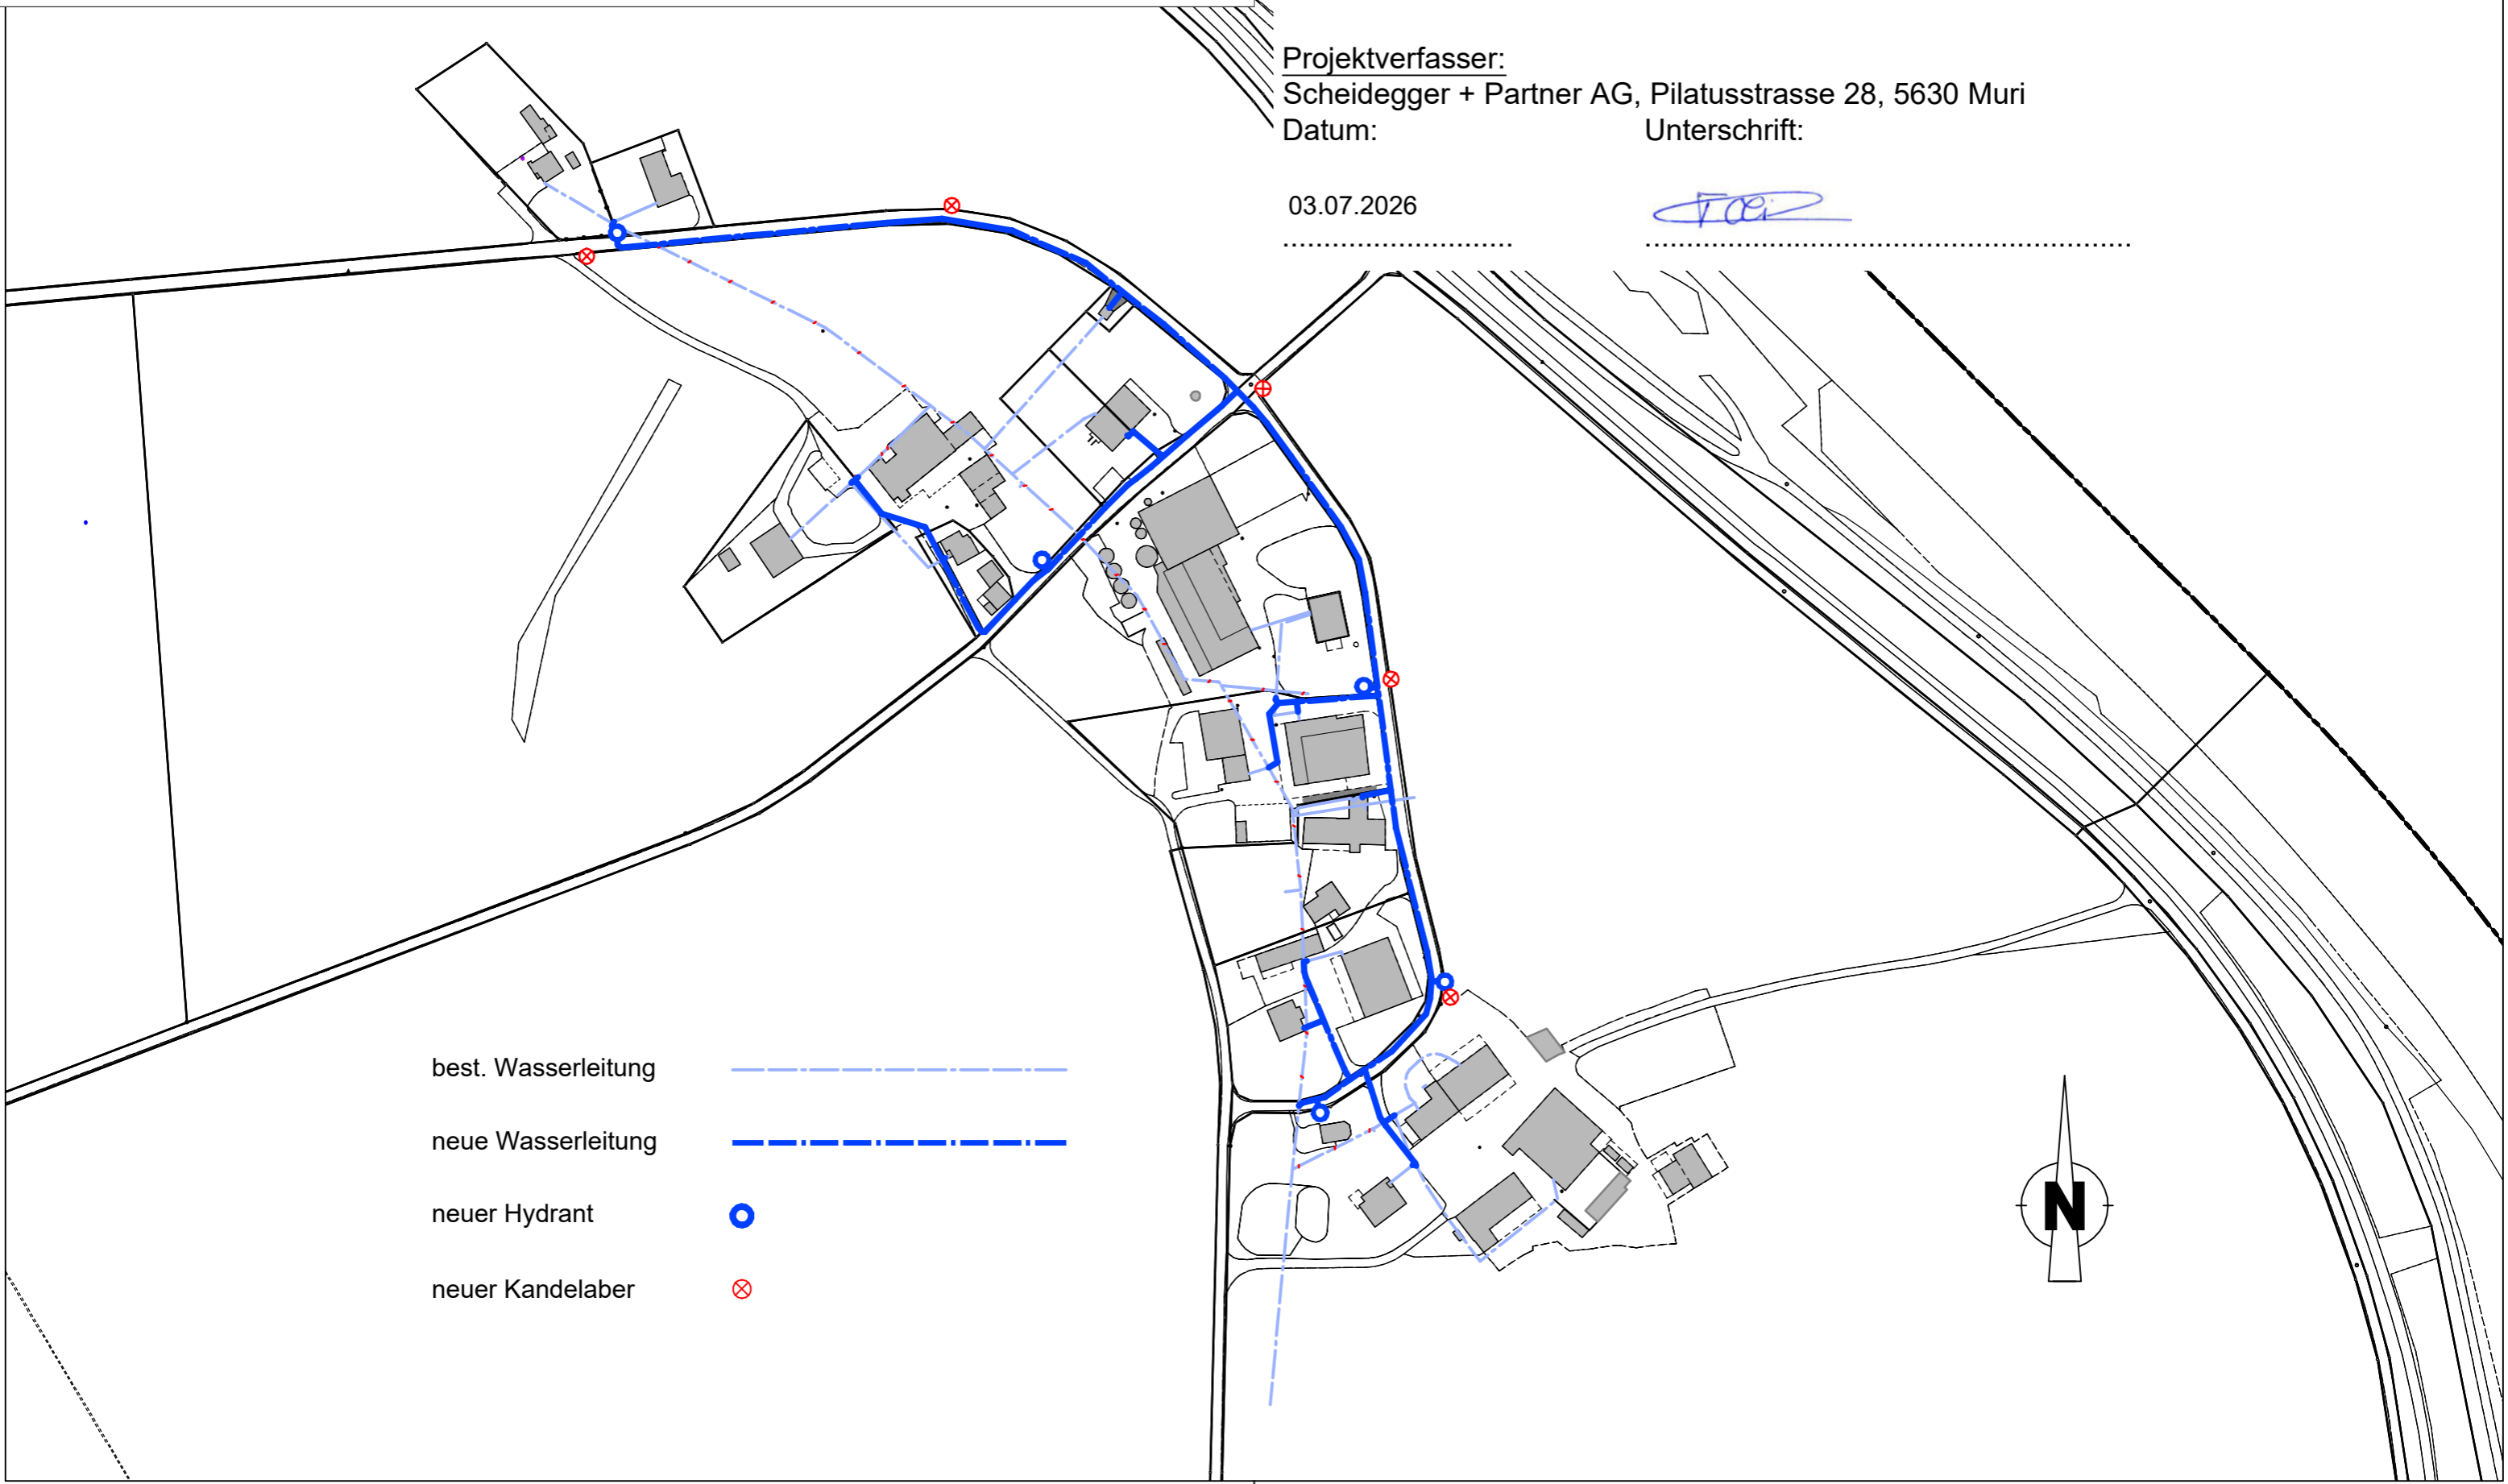 Projektverfasser:
Scheidegger + Partner AG, Pilatusstrasse 28, 5630 Muri
Datum: Unterschrift:
03.07.2026
best. Wasserleitung
neue Wasserleitung
neuer Hydrant
neuer Kandelaber
N